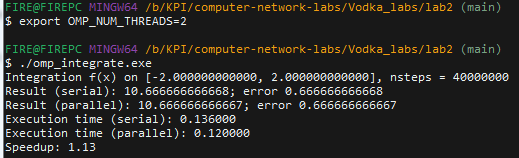 FIRE@FIREPC MINGW64 /b/KPI/computer-network-labs/Vodka_labs/lab2 (main)
$ export OMP_NUM_THREADS=2
FIRE@FIREPC MINGW64 /b/KPI/computer-network-labs/Vodka_labs/lab2 (main)
$ ./omp_integrate.exe
Integration f(x) on [-2.000000000000, 2.000000000000], nsteps = 40000000
Result (serial): 10.666666666668; error 0.666666666668
Result (parallel): 10.666666666667; error 0.666666666667
Execution time (serial): 0.136000
Execution time (parallel): 0.120000
Speedup: 1.13